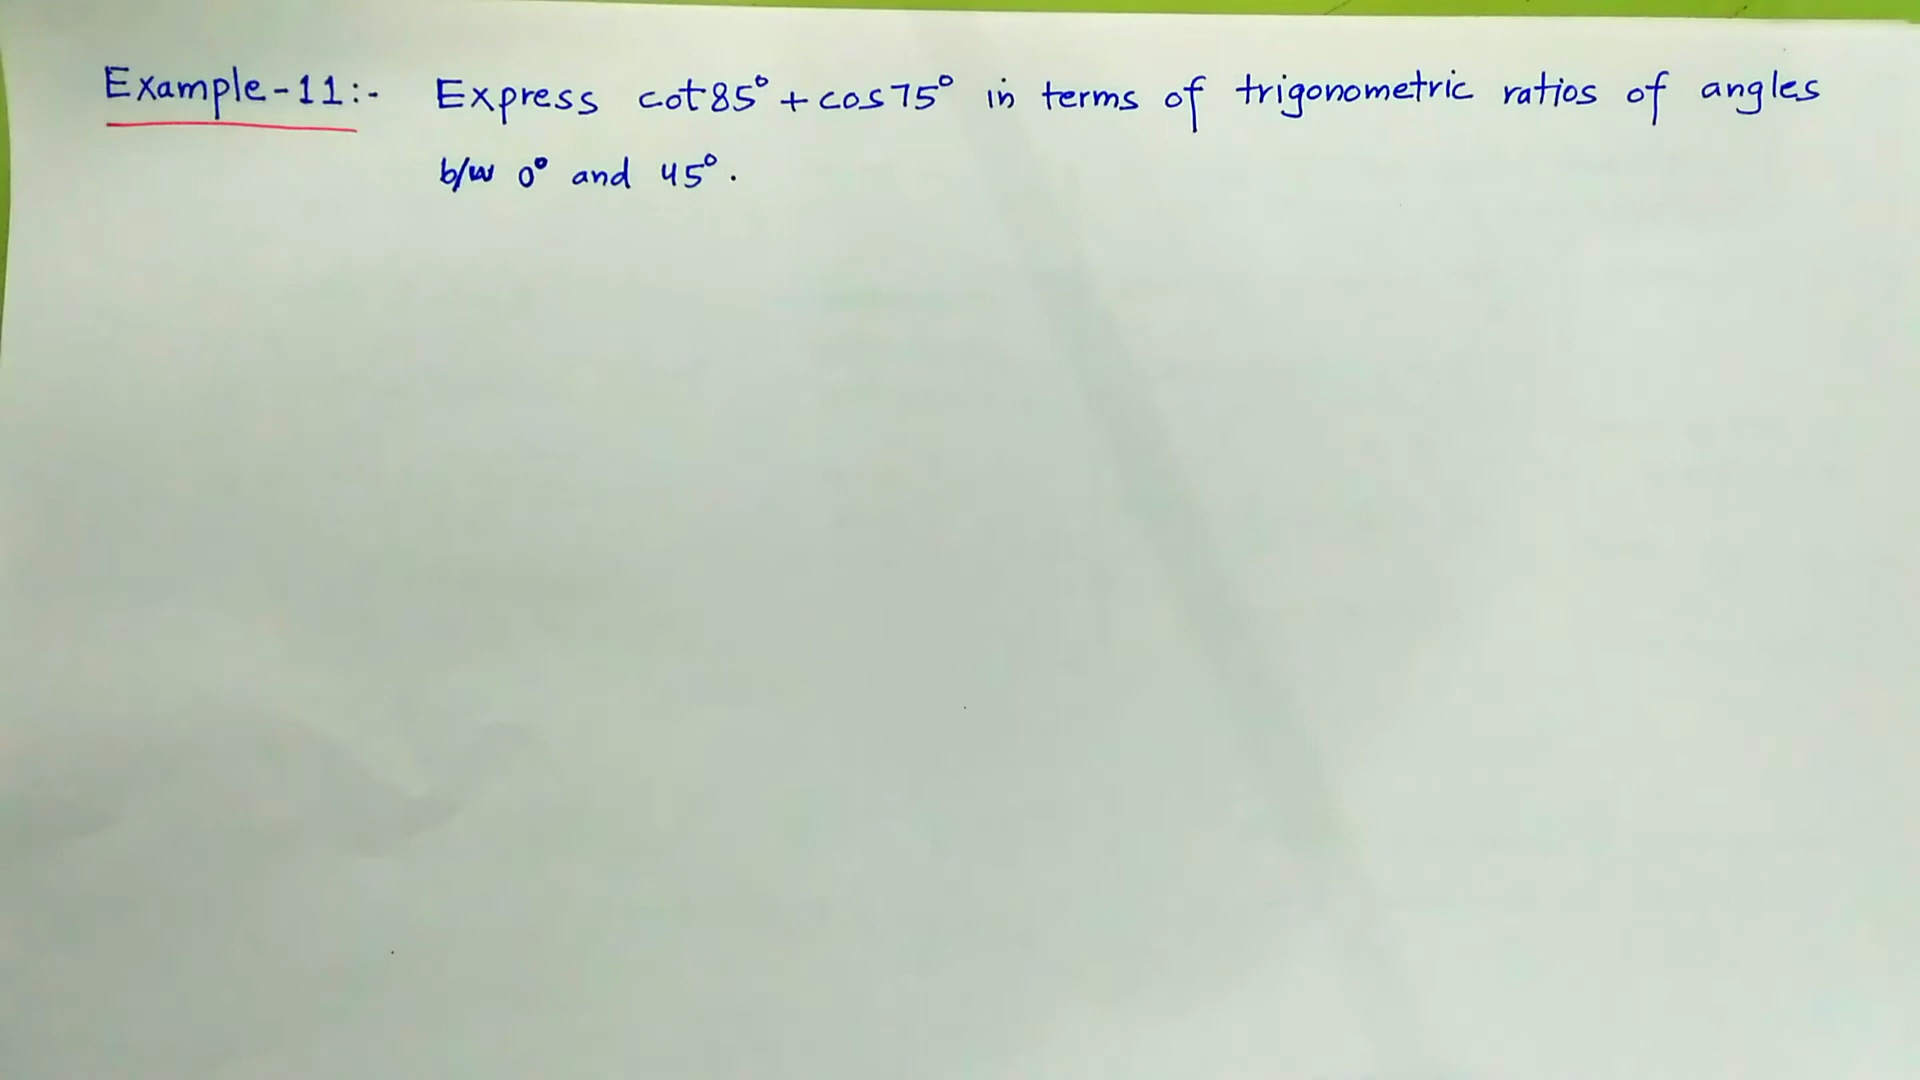 Example-11:- Express cot85° + cos75° in terms of trigonometric ratios of angles
b/w 0° and 45°.